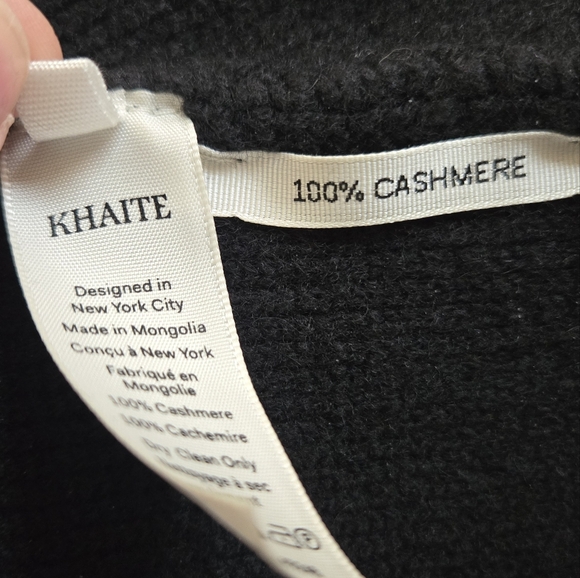 KHAITE
Designed in
New York City
Made in Mongolia
Conçu à New York
Fabriqué en
Mongolie
100% Cashmere
100% Cachemire
Dry Clean Only
à sec
100% CASHMERE